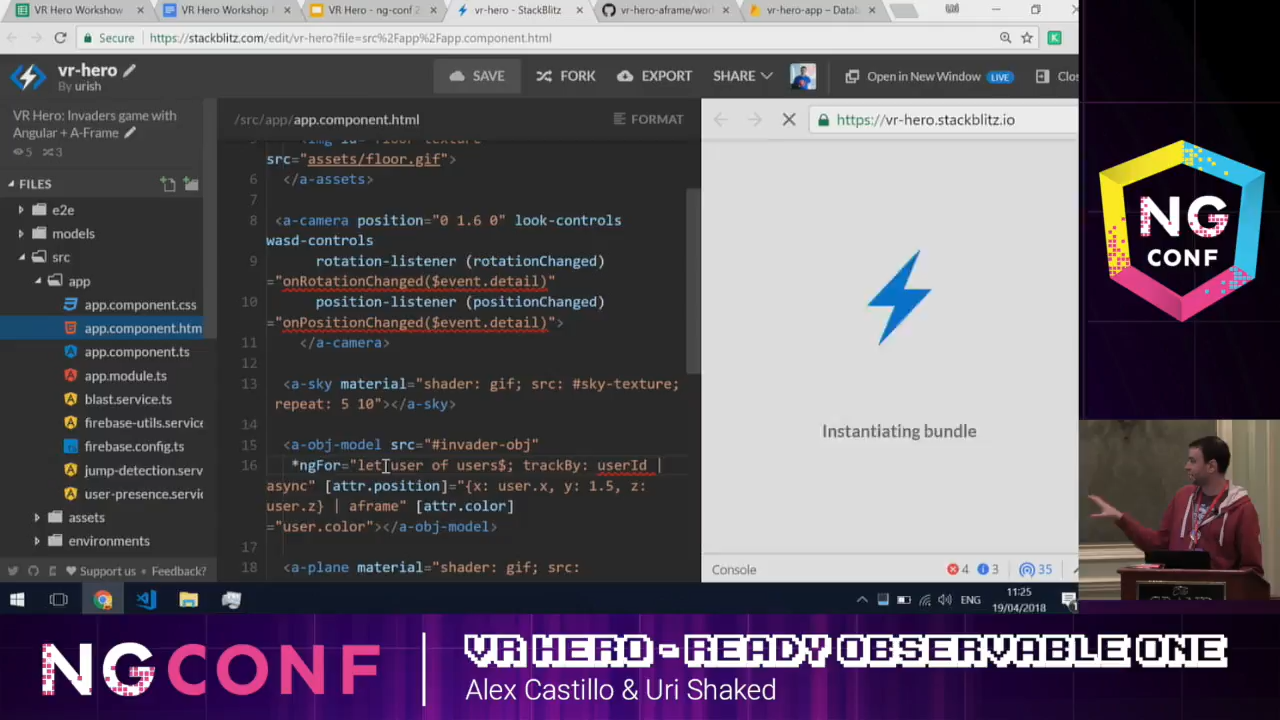 VR Hero Workshop
VR Hero Workshop
VR Hero - ng-conf 2
vr-hero - StackBlitz
vr-hero-aframe/wor
vr-hero-app – Datab
Secure
https://stackblitz.com/edit/vr-hero?file=src%2Fapp%2Fapp.component.html
vr-hero
By urish
SAVE
FORK
EXPORT
SHARE
Open in New Window
LIVE
Clos
VR Hero: Invaders game with
Angular + A-Frame
5
3
FILES
e2e
models
src
app
app.component.css
app.component.htm
app.component.ts
app.module.ts
blast.service.ts
firebase-utils.service
firebase.config.ts
jump-detection.serv
user-presence.servic
assets
environments
Support us
Feedback?
/src/app/app.component.html
FORMAT
src="assets/floor.gif">
6 </a-assets>
7
8 <a-camera position="0 1.6 0" look-controls
wasd-controls
9 rotation-listener (rotationChanged)
="onRotationChanged($event.detail)"
10 position-listener (positionChanged)
="onPositionChanged($event.detail)">
11 </a-camera>
12
13 <a-sky material="shader: gif; src: #sky-texture;
repeat: 5 10"></a-sky>
14
15 <a-obj-model src="#invader-obj"
16 *ngFor="let user of users$; trackBy: userId |
async" [attr.position]="{x: user.x, y: 1.5, z:
user.z} | aframe" [attr.color]
="user.color"></a-obj-model>
17
18 <a-plane material="shader: gif; src:
https://vr-hero.stackblitz.io
Instantiating bundle
Console
4
3
35
ENG
11:25
19/04/2018
NG
CONF
NGCONF
VR HERO - READY OBSERVABLE ONE
Alex Castillo & Uri Shaked